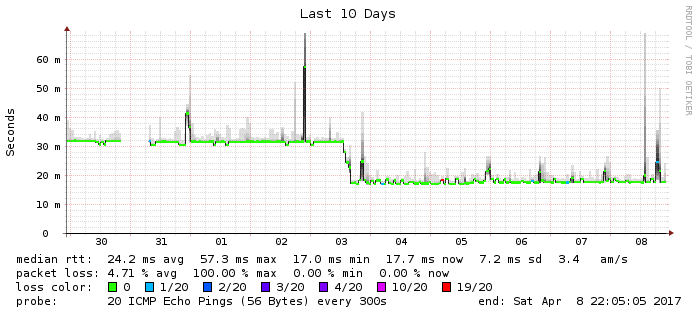 Last 10 Days
RRDTOOL / TOBI OETIKER
Seconds
60 m
50 m
40 m
30 m
20 m
10 m
0
30 31 01 02 03 04 05 06 07 08
median rtt: 24.2 ms avg 57.3 ms max 17.0 ms min 17.7 ms now 7.2 ms sd 3.4 am/s
packet loss: 4.71 % avg 100.00 % max 0.00 % min 0.00 % now
loss color: 0 1/20 2/20 3/20 4/20 10/20 19/20
probe: 20 ICMP Echo Pings (56 Bytes) every 300s end: Sat Apr 8 22:05:05 2017